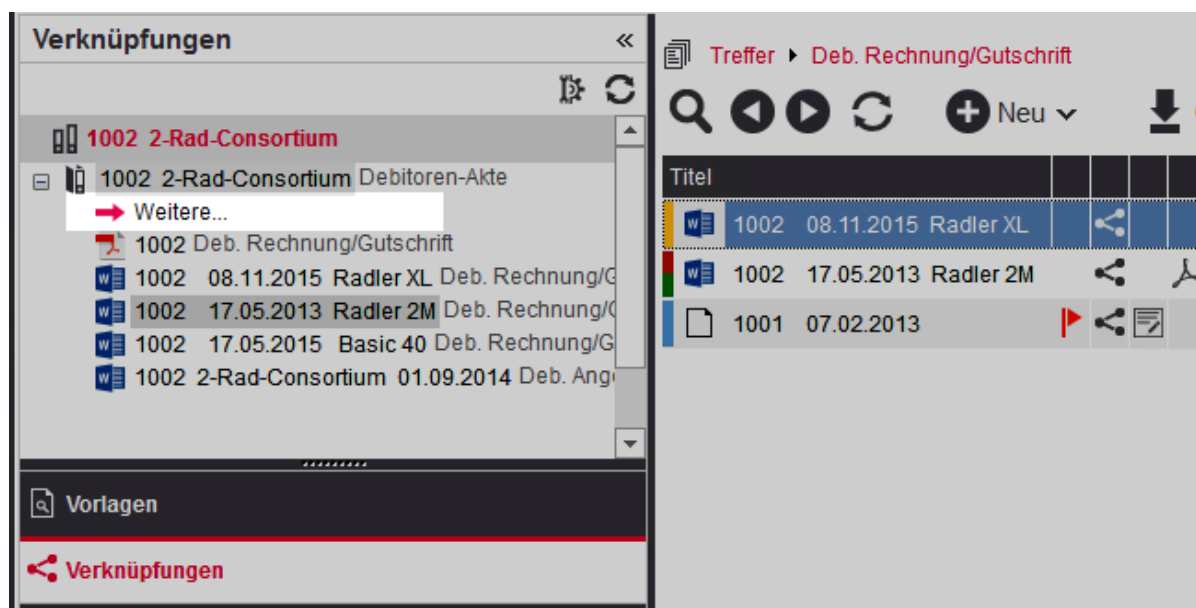 Verknüpfungen «
1002 2-Rad-Consortium
1002 2-Rad-Consortium Debitoren-Akte
Weitere...
1002 Deb. Rechnung/Gutschrift
1002 08.11.2015 Radler XL Deb. Rechnung/G
1002 17.05.2013 Radler 2M Deb. Rechnung/
1002 17.05.2015 Basic 40 Deb. Rechnung/G
1002 2-Rad-Consortium 01.09.2014 Deb. Ange
Vorlagen
Verknüpfungen
Treffer Deb. Rechnung/Gutschrift
Neu
Titel
1002 08.11.2015 Radler XL
1002 17.05.2013 Radler 2M
1001 07.02.2013